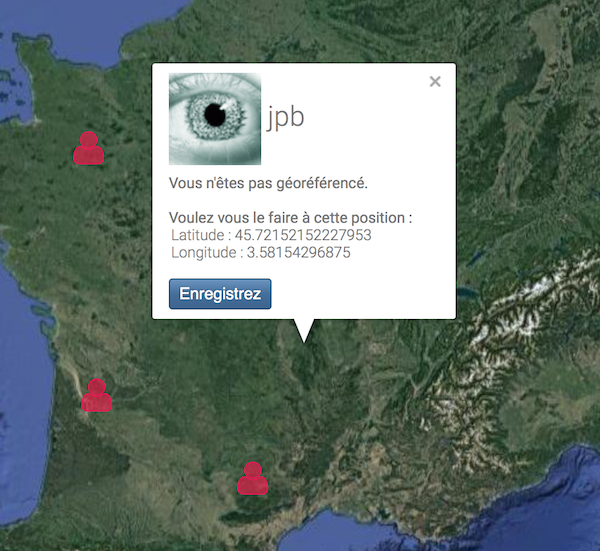 ×
jpb
Vous n'êtes pas géoréférencé.
Voulez vous le faire à cette position :
Latitude : 45.72152152227953
Longitude : 3.58154296875
Enregistrez